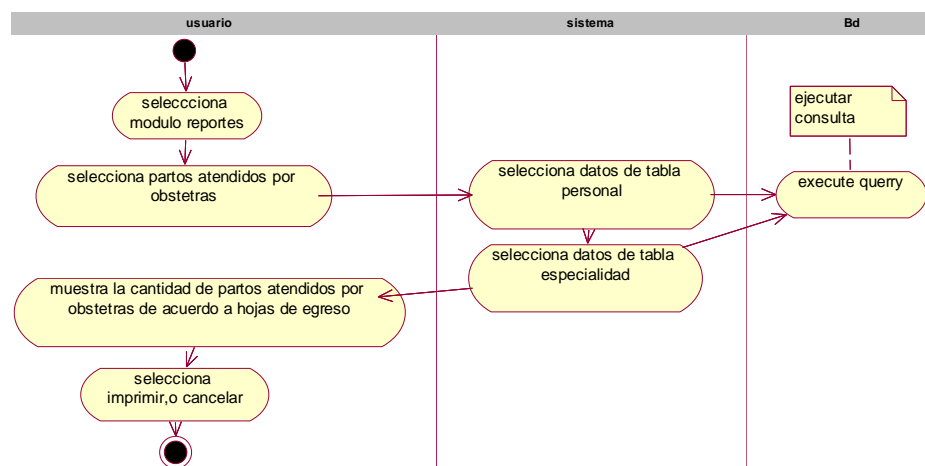 usuario
sistema
Bd
seleccciona
modulo reportes
ejecutar
consulta
selecciona partos atendidos por
obstetras
selecciona datos de tabla
personal
execute querry
selecciona datos de tabla
especialidad
muestra la cantidad de partos atendidos por
obstetras de acuerdo a hojas de egreso
selecciona
imprimir,o cancelar